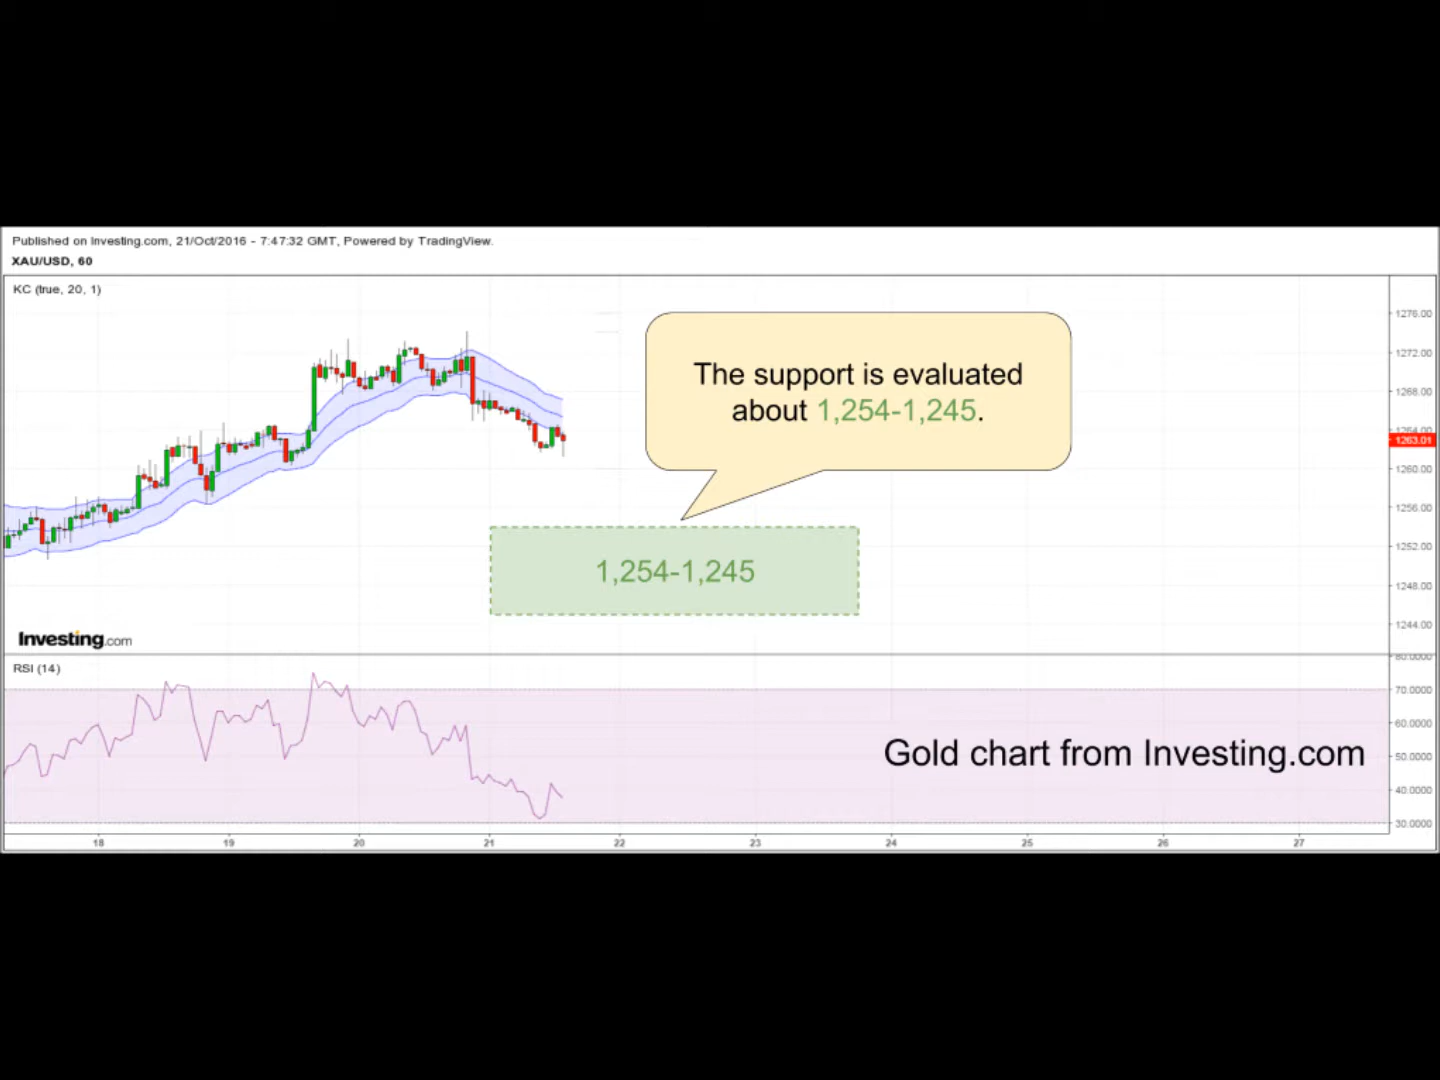 Published on Investing.com, 21/Oct/2016 - 7:47:32 GMT, Powered by TradingView.
XAU/USD, 60
KC (true, 20, 1)
1276.00
1272.00
1268.00
1264.00
1263.01
1260.00
1256.00
1252.00
1248.00
1244.00
The support is evaluated
about 1,254-1,245.
1,254-1,245
Investing.com
RSI (14)
80.0000
70.0000
60.0000
50.0000
40.0000
30.0000
Gold chart from Investing.com
18 19 20 21 22 23 24 25 26 27